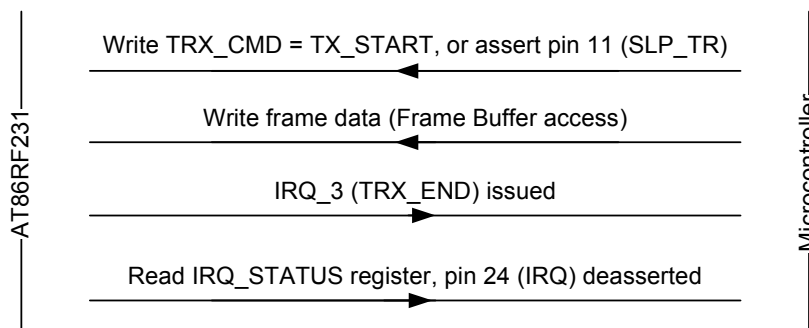 Write TRX_CMD = TX_START, or assert pin 11 (SLP_TR)
Write frame data (Frame Buffer access)
IRQ_3 (TRX_END) issued
Read IRQ_STATUS register, pin 24 (IRQ) deasserted
AT86RF231
Microcontroller